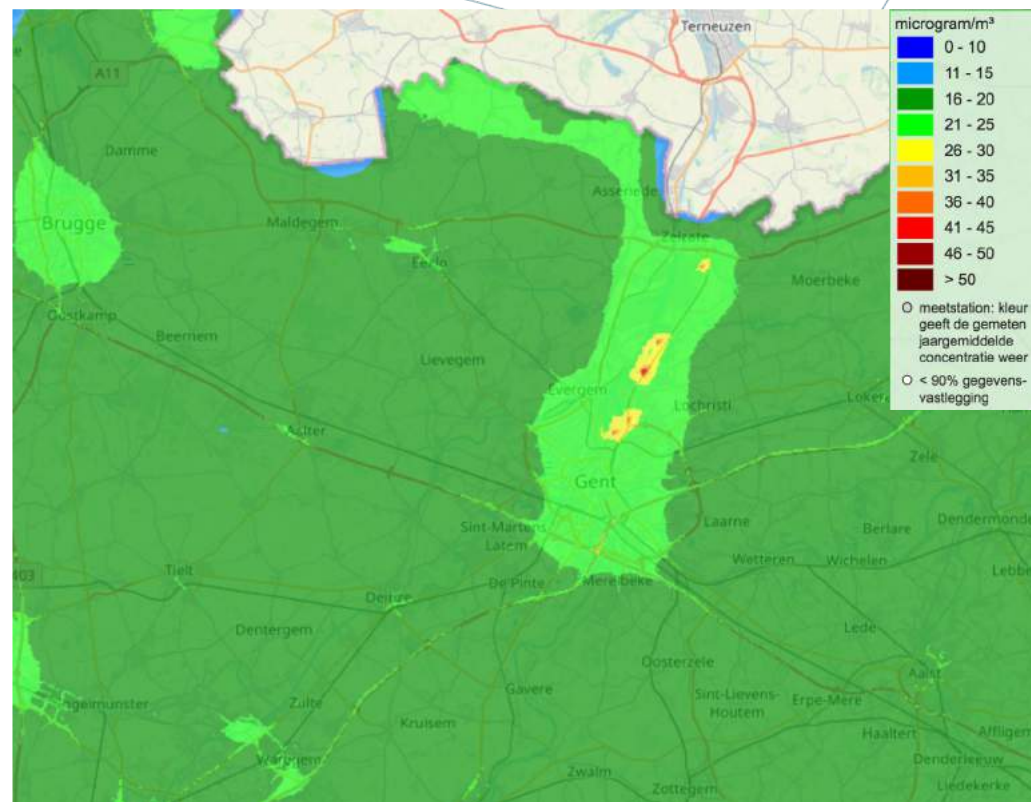 Terneuzen
A11
Damme
Brugge
Maldegem
Eeklo
Assenede
Zelzate
Moerbeke
Oostkamp
Beernem
Lievegem
Evergem
Lochristi
Aalter
Gent
Zele
Sint-Martens
Latem
Laarne
Berlare
Dendermonde
Wetteren
Wichelen
De Pinte
Merelbeke
403
Tielt
Deinze
Dentergem
Lede
Oosterzele
Aalst
Gavere
Sint-Lievens-
Houtem
Erpe-Mere
Zulte
Kruisem
Haaltert
Affligem
Waregem
Denderleeuw
Zwalm
Zottegem
Liedekerke
microgram/m³
0 - 10
11 - 15
16 - 20
21 - 25
26 - 30
31 - 35
36 - 40
41 - 45
46 - 50
> 50
meetstation: kleur
geeft de gemeten
jaargemiddelde
concentratie weer
< 90% gegevens-
vastlegging